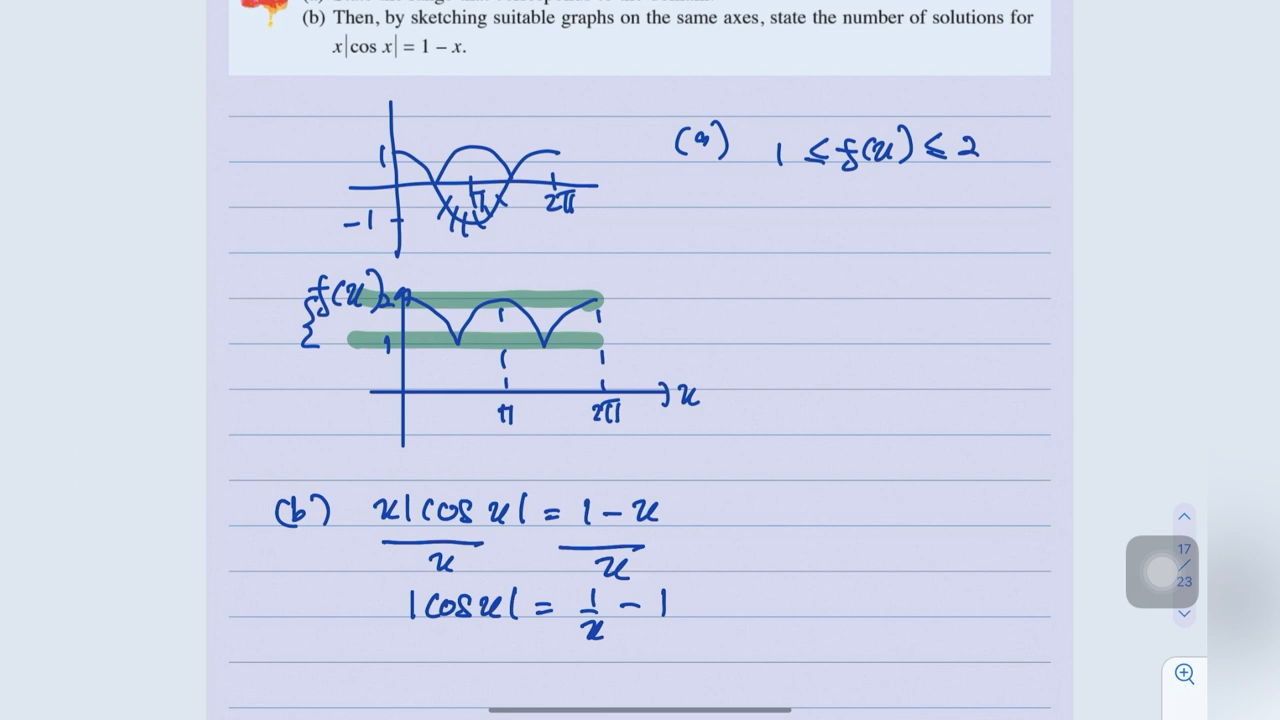 (b) Then, by sketching suitable graphs on the same axes, state the number of solutions for
x|cos x| = 1 – x.
1
π
2π
–1
(a) 1 ≤ f(x) ≤ 2
f(x)
2
1
π
2π
x
(b) x|cos x| = 1 – x
x x
|cos x| = 1/x – 1
17
/
23